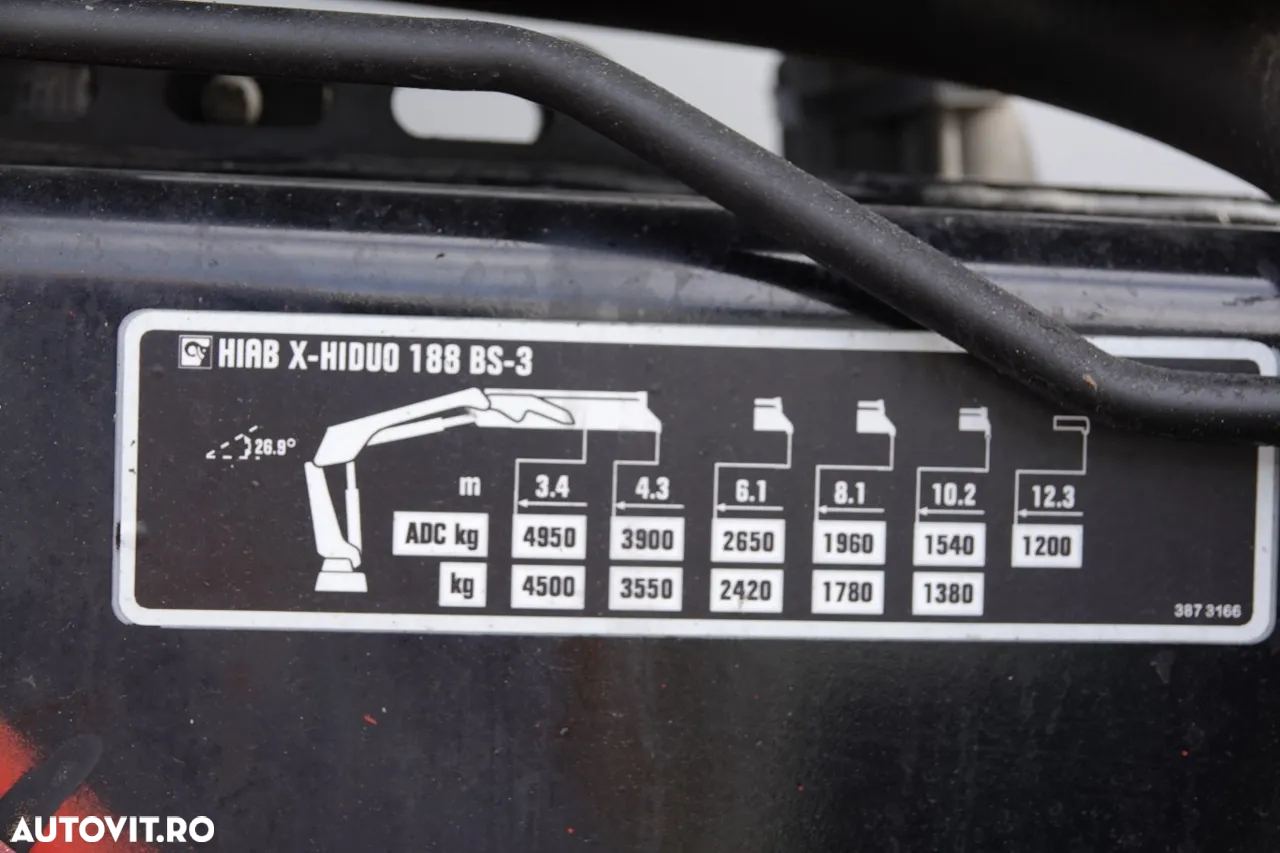 HIAB X-HIDUO 188 BS-3
26.9°
m 3.4 4.3 6.1 8.1 10.2 12.3
ADC kg 4950 3900 2650 1960 1540 1200
kg 4500 3550 2420 1780 1380
387 3166
AUTOVIT.RO